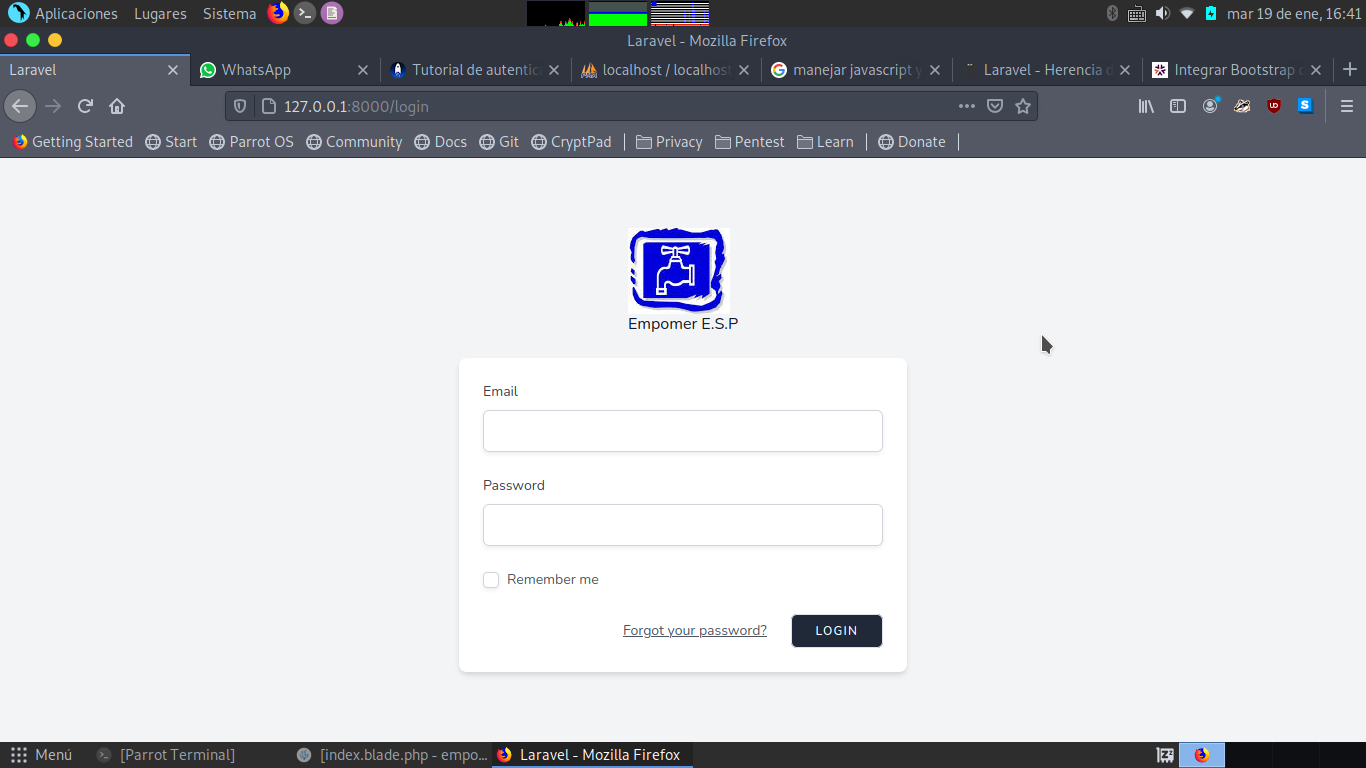 Aplicaciones Lugares Sistema mar 19 de ene, 16:41
Laravel - Mozilla Firefox
Laravel WhatsApp Tutorial de autentic localhost / localhos manejar javascript y Laravel - Herencia d Integrar Bootstrap c
127.0.0.1:8000/login
Getting Started Start Parrot OS Community Docs Git CryptPad Privacy Pentest Learn Donate
Empomer E.S.P
Email
Password
Remember me
Forgot your password? LOGIN
Menú [Parrot Terminal] [index.blade.php - empo... Laravel - Mozilla Firefox